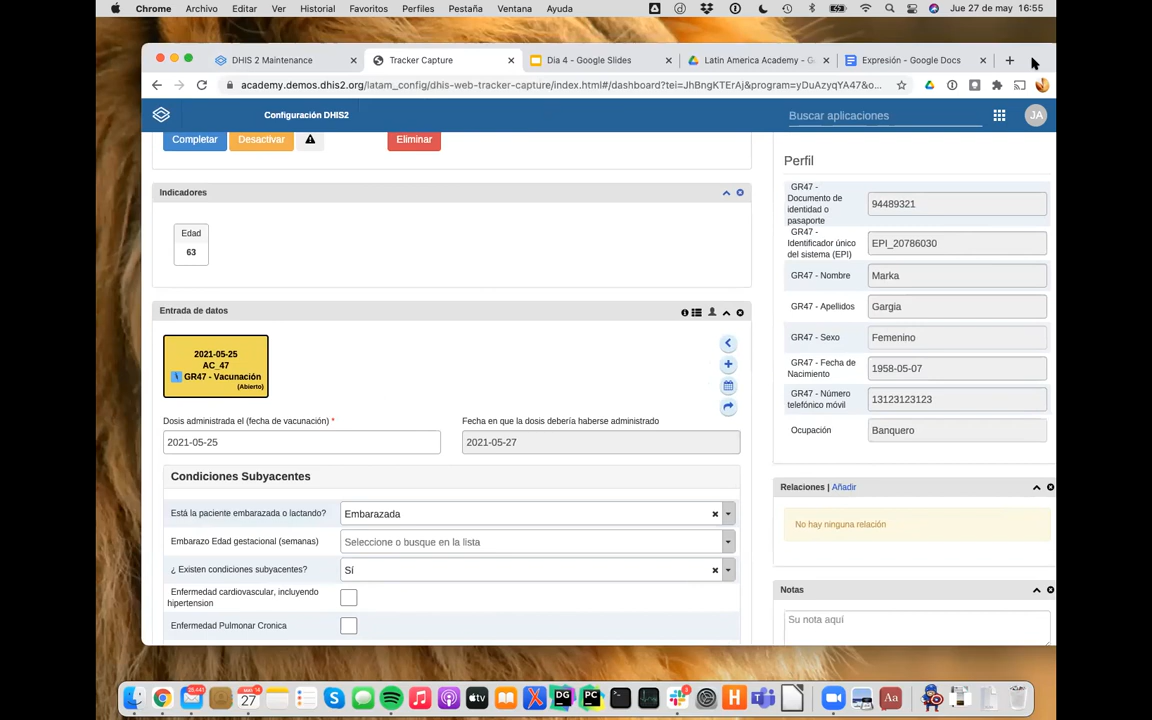 Chrome Archivo Editar Ver Historial Favoritos Perfiles Pestaña Ventana Ayuda Jue 27 de may 16:55
DHIS 2 Maintenance Tracker Capture Dia 4 - Google Slides Latin America Academy - G Expresión - Google Docs
academy.demos.dhis2.org/latam_config/dhis-web-tracker-capture/index.html#/dashboard?tei=JhBngKTErAj&program=yDuAzyqYA47&o...
Configuración DHIS2 Buscar aplicaciones JA
Completar Desactivar Eliminar
Indicadores
Edad
63
Entrada de datos
2021-05-25
AC_47
GR47 - Vacunación
(Abierto)
Dosis administrada el (fecha de vacunación) *
2021-05-25
Fecha en que la dosis debería haberse administrado
2021-05-27
Condiciones Subyacentes
Está la paciente embarazada o lactando? Embarazada
Embarazo Edad gestacional (semanas) Seleccione o busque en la lista
¿ Existen condiciones subyacentes? Sí
Enfermedad cardiovascular, incluyendo
hipertension
Enfermedad Pulmonar Cronica
Perfil
GR47 -
Documento de
identidad o
pasaporte
94489321
GR47 -
Identificador único
del sistema (EPI)
EPI_20786030
GR47 - Nombre Marka
GR47 - Apellidos Gargia
GR47 - Sexo Femenino
GR47 - Fecha de
Nacimiento
1958-05-07
GR47 - Número
telefónico móvil
13123123123
Ocupación Banquero
Relaciones | Añadir
No hay ninguna relación
Notas
Su nota aquí
27
DG PC
tv
H
Aa